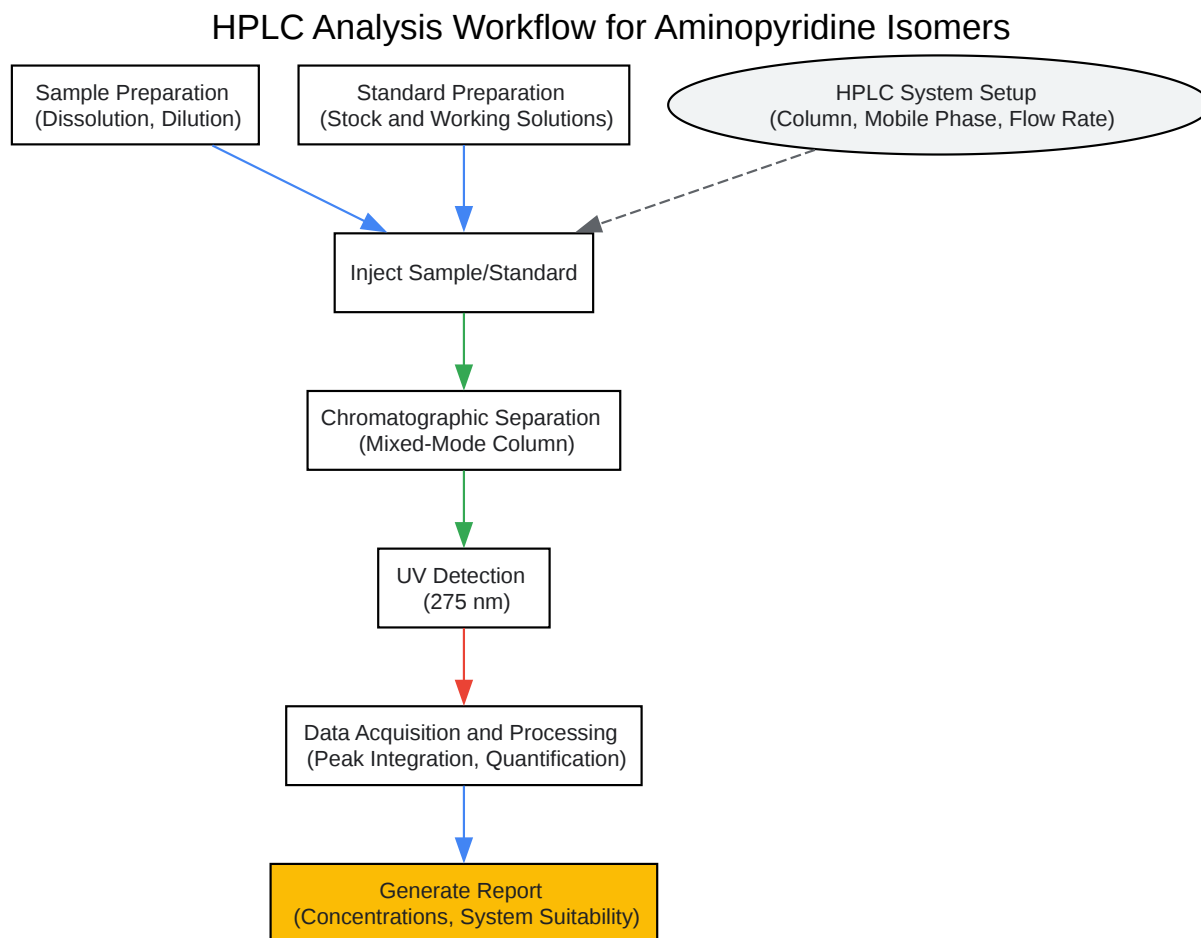 HPLC Analysis Workflow for Aminopyridine Isomers
Sample Preparation
(Dissolution, Dilution)
Standard Preparation
(Stock and Working Solutions)
HPLC System Setup
(Column, Mobile Phase, Flow Rate)
Inject Sample/Standard
Chromatographic Separation
(Mixed-Mode Column)
UV Detection
(275 nm)
Data Acquisition and Processing
(Peak Integration, Quantification)
Generate Report
(Concentrations, System Suitability)